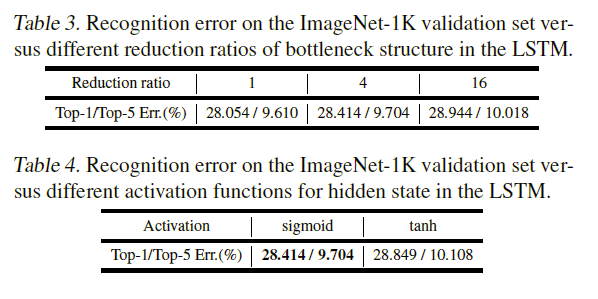 Table 3. Recognition error on the ImageNet-1K validation set ver-
sus different reduction ratios of bottleneck structure in the LSTM.
Reduction ratio 1 4 16
Top-1/Top-5 Err.(%) 28.054 / 9.610 28.414 / 9.704 28.944 / 10.018
Table 4. Recognition error on the ImageNet-1K validation set ver-
sus different activation functions for hidden state in the LSTM.
Activation sigmoid tanh
Top-1/Top-5 Err.(%) 28.414 / 9.704 28.849 / 10.108